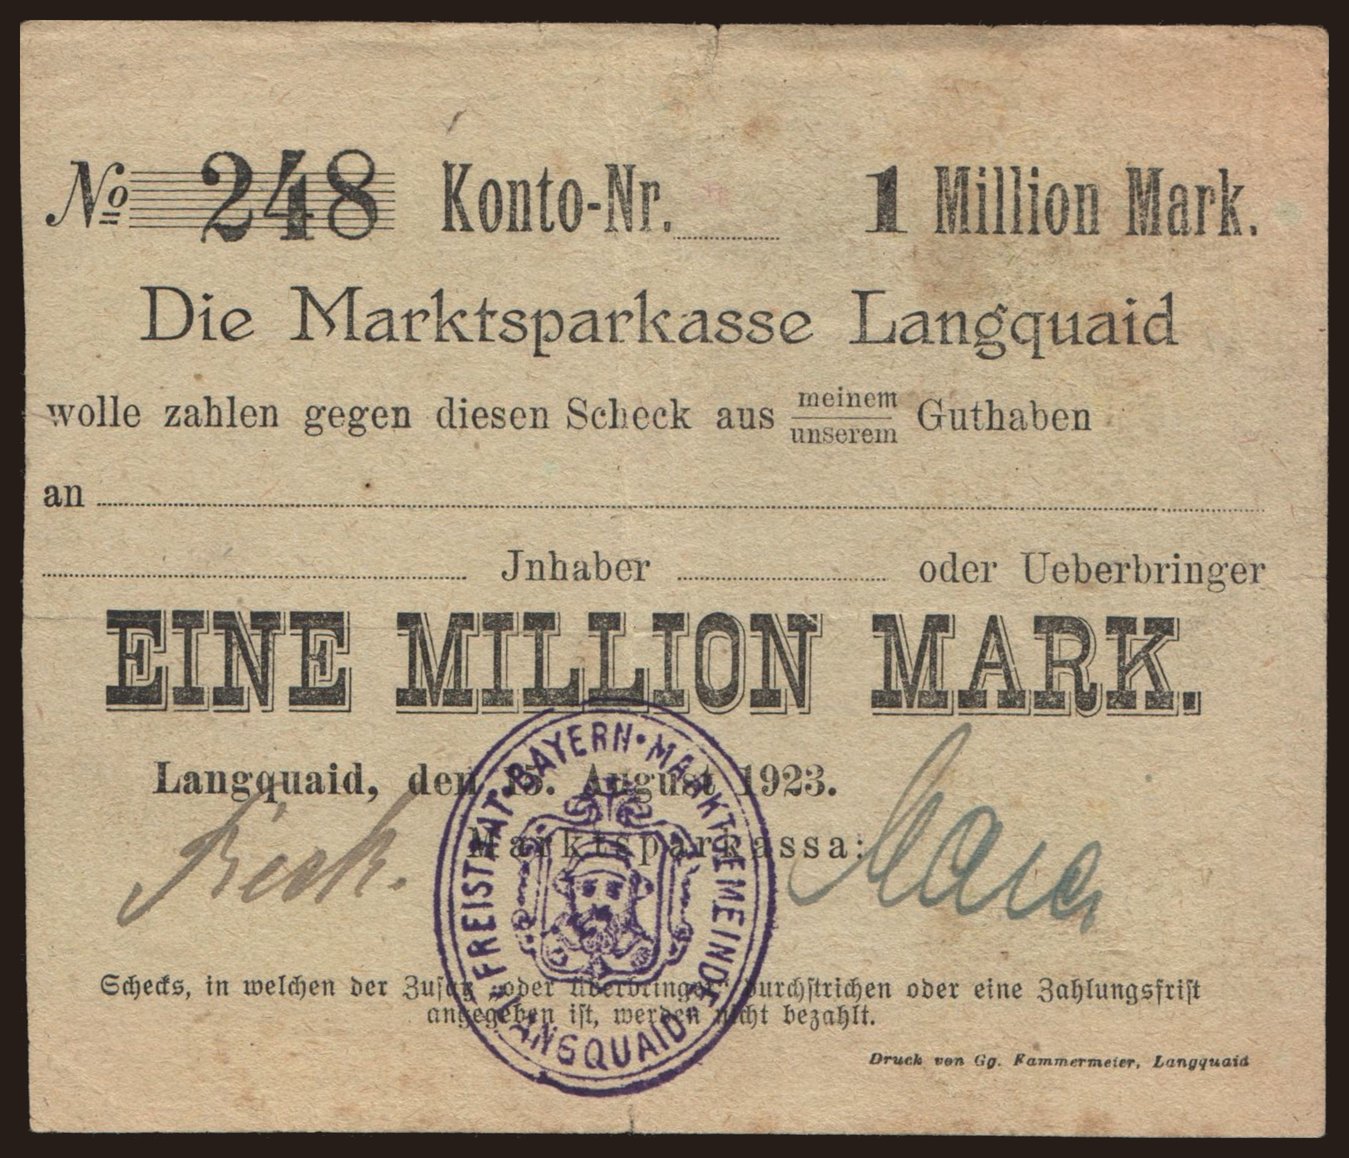 No 248 Konto-Nr. 1 Million Mark.
Die Marktsparkasse Langquaid
wolle zahlen gegen diesen Scheck aus meinem Guthaben
unserem
an
Jnhaber oder Ueberbringer
EINE MILLION MARK.
Langquaid, den August 1923.
Marktsparkassa:
FREISTAAT·BAYERN·MARKTGEMEINDE
LANGQUAID
Schecks, in welchen der Zusatz „oder überbringer" durchstrichen oder eine Zahlungsfrist
angegeben ist, werden nicht bezahlt.
Druck von Gg. Kammermeier, Langquaid